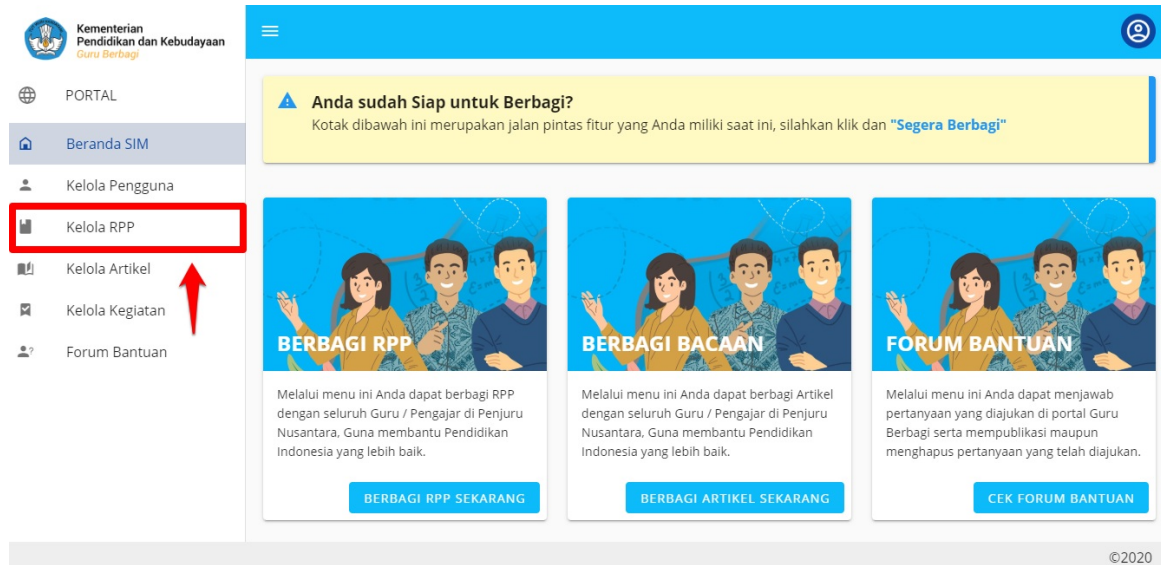 Kementerian
Pendidikan dan Kebudayaan
Guru Berbagi
PORTAL
Beranda SIM
Kelola Pengguna
Kelola RPP
Kelola Artikel
Kelola Kegiatan
Forum Bantuan
Anda sudah Siap untuk Berbagi?
Kotak dibawah ini merupakan jalan pintas fitur yang Anda miliki saat ini, silahkan klik dan "Segera Berbagi"
BERBAGI RPP
Melalui menu ini Anda dapat berbagi RPP
dengan seluruh Guru / Pengajar di Penjuru
Nusantara, Guna membantu Pendidikan
Indonesia yang lebih baik.
BERBAGI RPP SEKARANG
BERBAGI BACAAN
Melalui menu ini Anda dapat berbagi Artikel
dengan seluruh Guru / Pengajar di Penjuru
Nusantara, Guna membantu Pendidikan
Indonesia yang lebih baik.
BERBAGI ARTIKEL SEKARANG
FORUM BANTUAN
Melalui menu ini Anda dapat menjawab
pertanyaan yang diajukan di portal Guru
Berbagi serta mempublikasi maupun
menghapus pertanyaan yang telah diajukan.
CEK FORUM BANTUAN
©2020